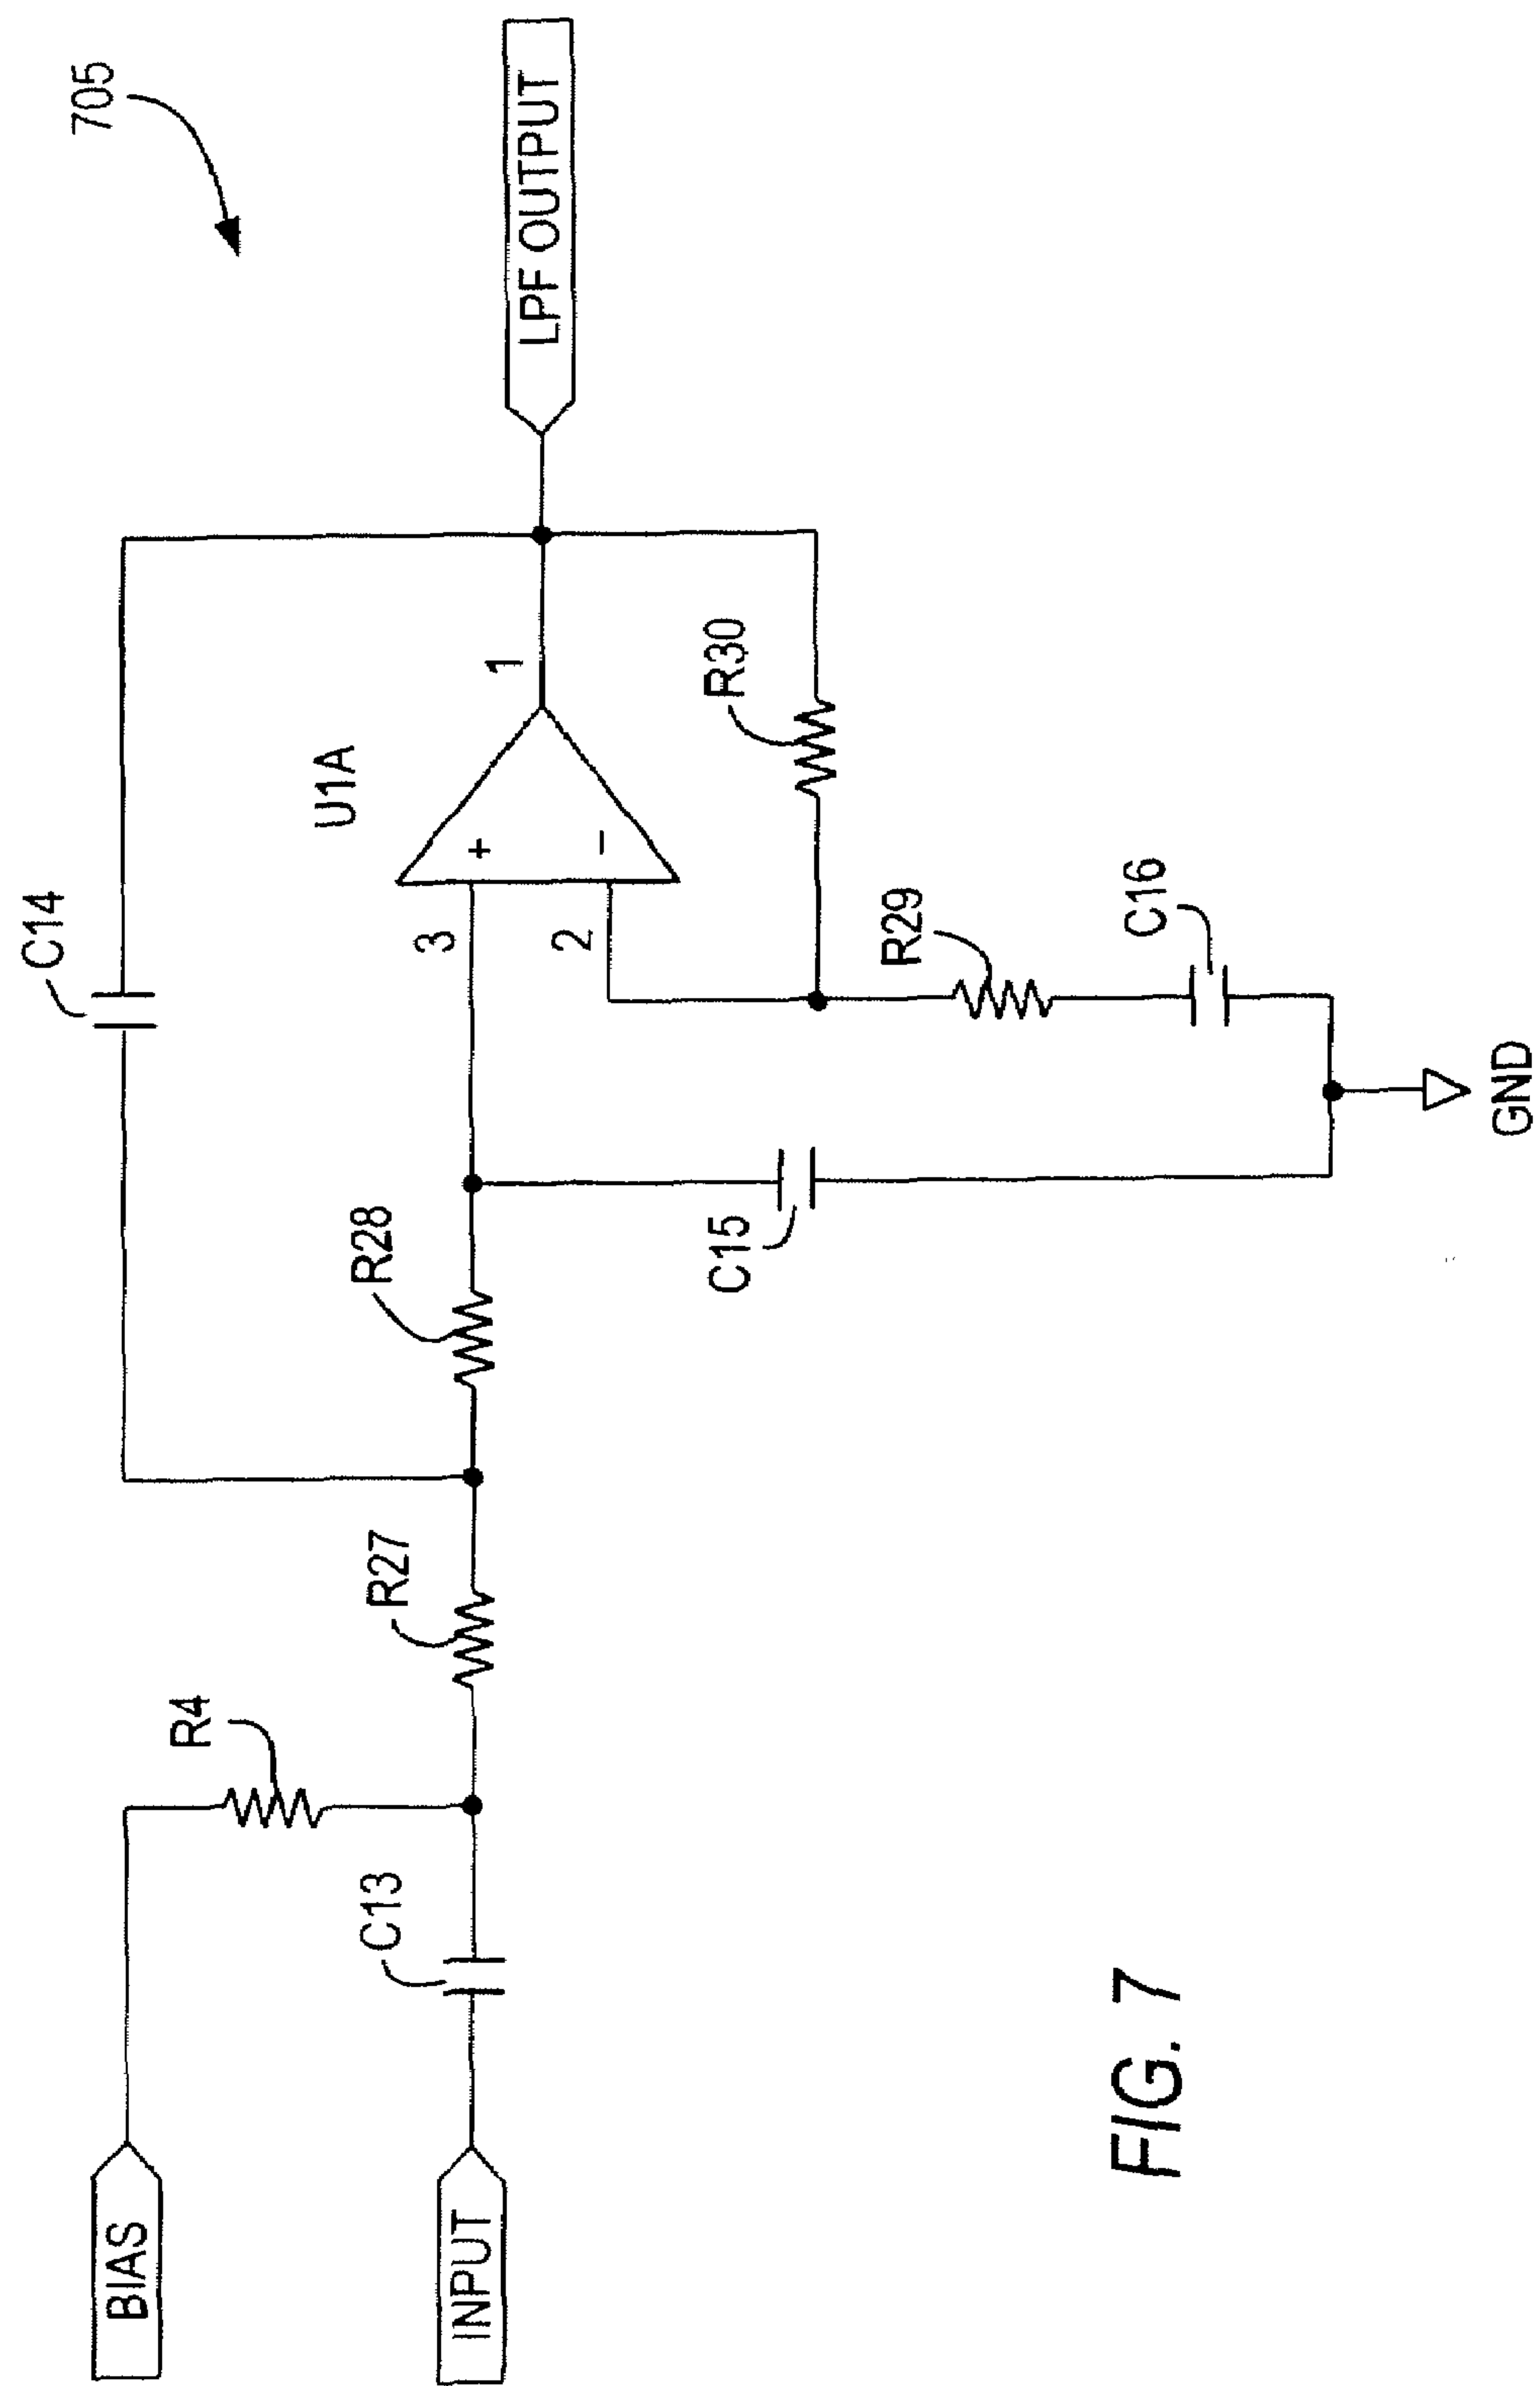 705
C14
U1A
1
LPF OUTPUT
BIAS
R4
R27
R28
3
+
2
−
R30
INPUT
C13
C15
R29
C16
GND
FIG. 7